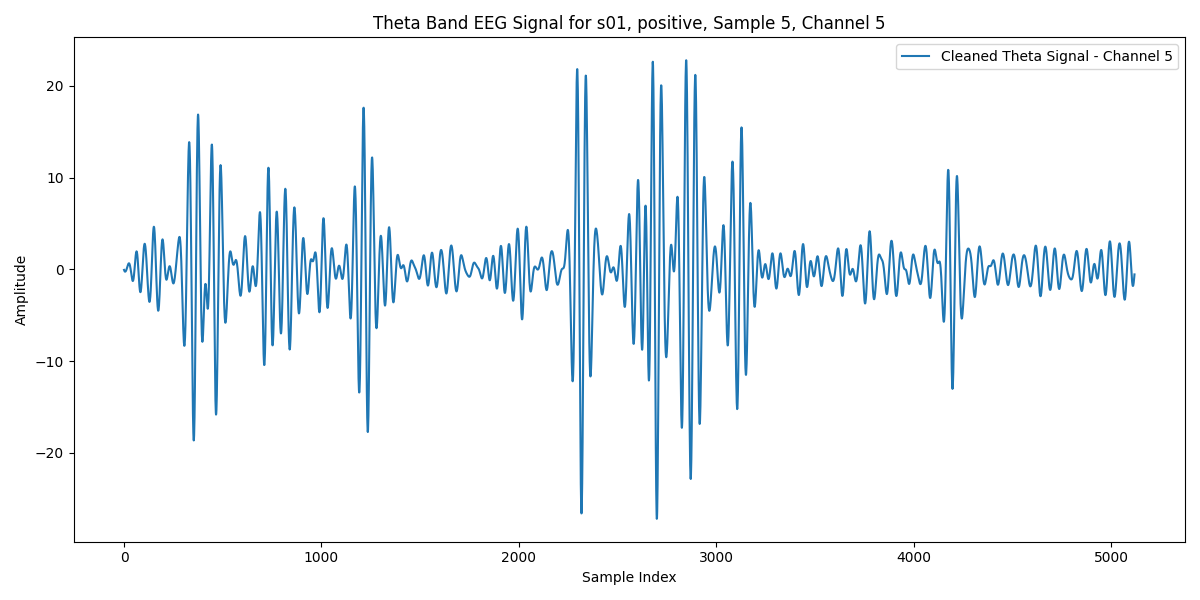 Theta Band EEG Signal for s01, positive, Sample 5, Channel 5
Cleaned Theta Signal - Channel 5
Amplitude
20
10
0
−10
−20
0 1000 2000 3000 4000 5000
Sample Index